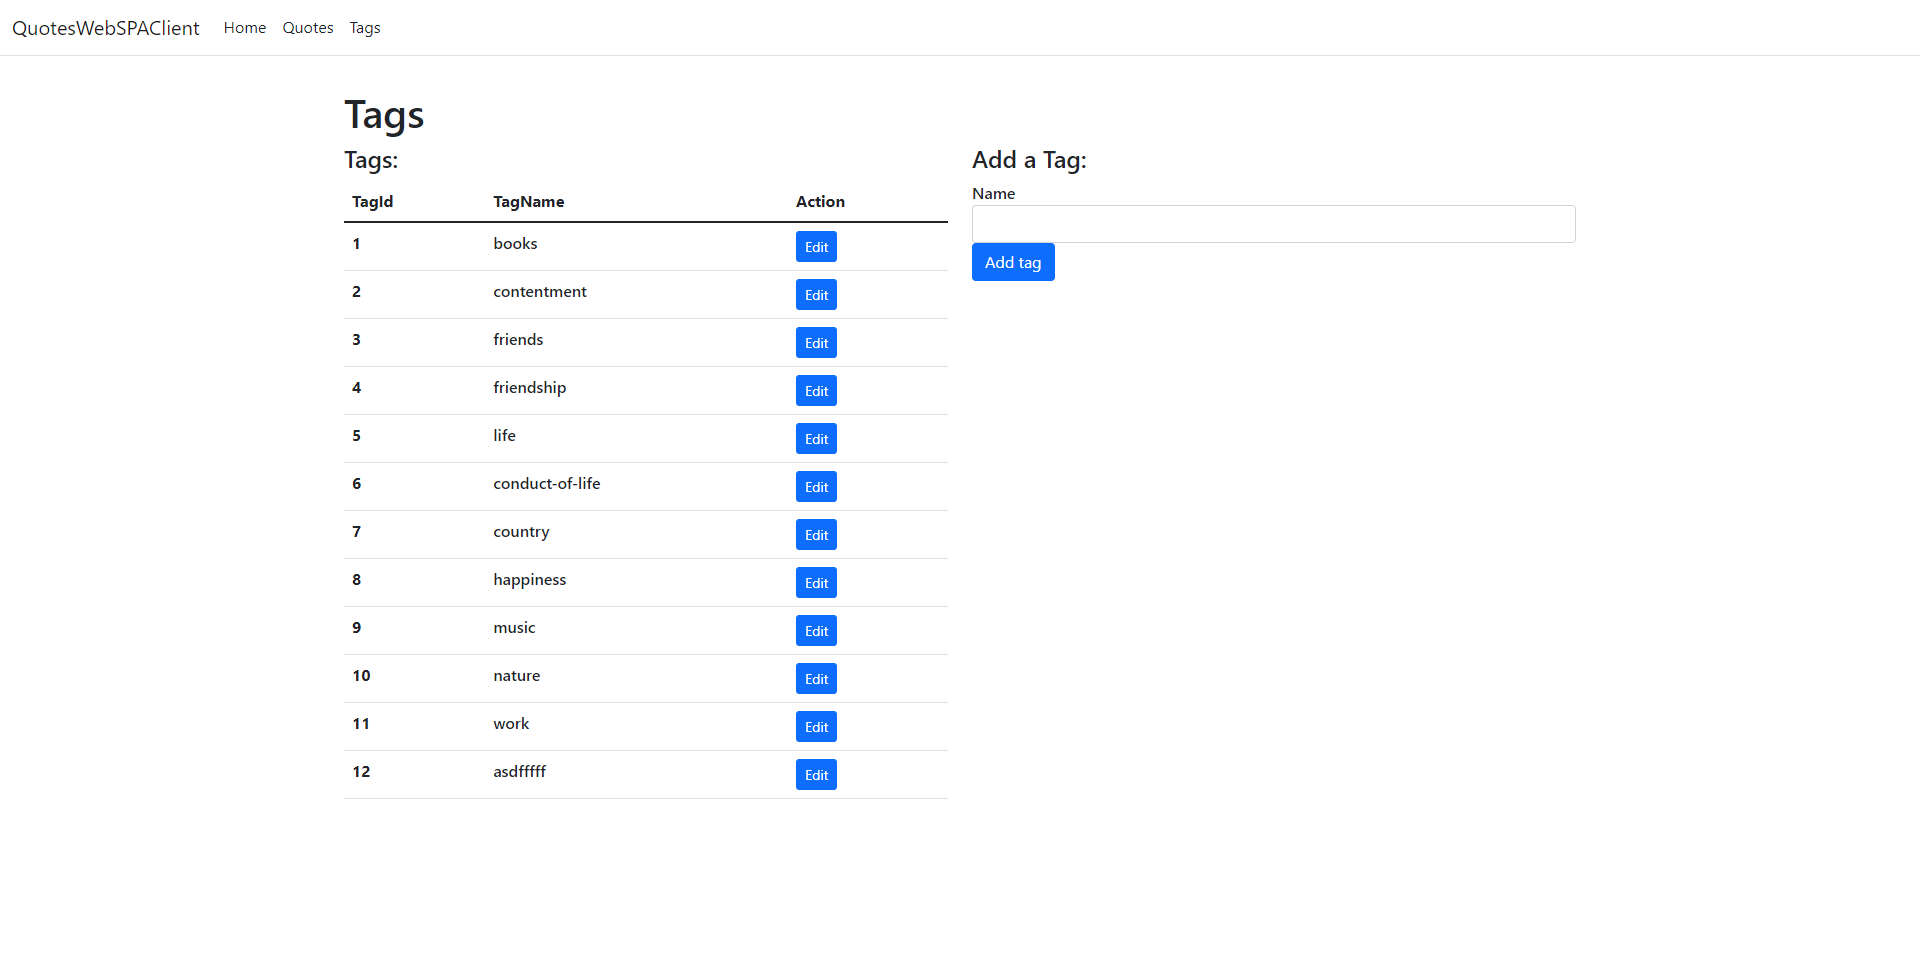 QuotesWebSPAClient Home Quotes Tags
Tags
Tags:
TagId TagName Action
1 books Edit
2 contentment Edit
3 friends Edit
4 friendship Edit
5 life Edit
6 conduct-of-life Edit
7 country Edit
8 happiness Edit
9 music Edit
10 nature Edit
11 work Edit
12 asdfffff Edit
Add a Tag:
Name
Add tag